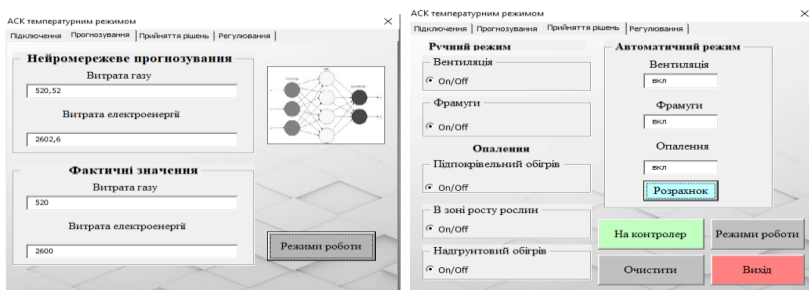 АСК температурним режимом
Підключення Прогнозування Прийняття рішень Регулювання
Нейромережеве прогнозування
Витрата газу
520,52
Витрата електроенергії
2602,6
Фактичні значення
Витрата газу
520
Витрата електроенергії
2600
Режими роботи
АСК температурним режимом
Підключення Прогнозування Прийняття рішень Регулювання
Ручний режим
Вентиляція
On/Off
Фрамуги
On/Off
Опалення
Підпокрівельний обігрів
On/Off
В зоні росту рослин
On/Off
Надгрунтовий обігрів
On/Off
Автоматичний режим
Вентиляція
вкл
Фрамуги
вкл
Опалення
вкл
Розрахнок
На контролер
Режими роботи
Очистити
Вихід